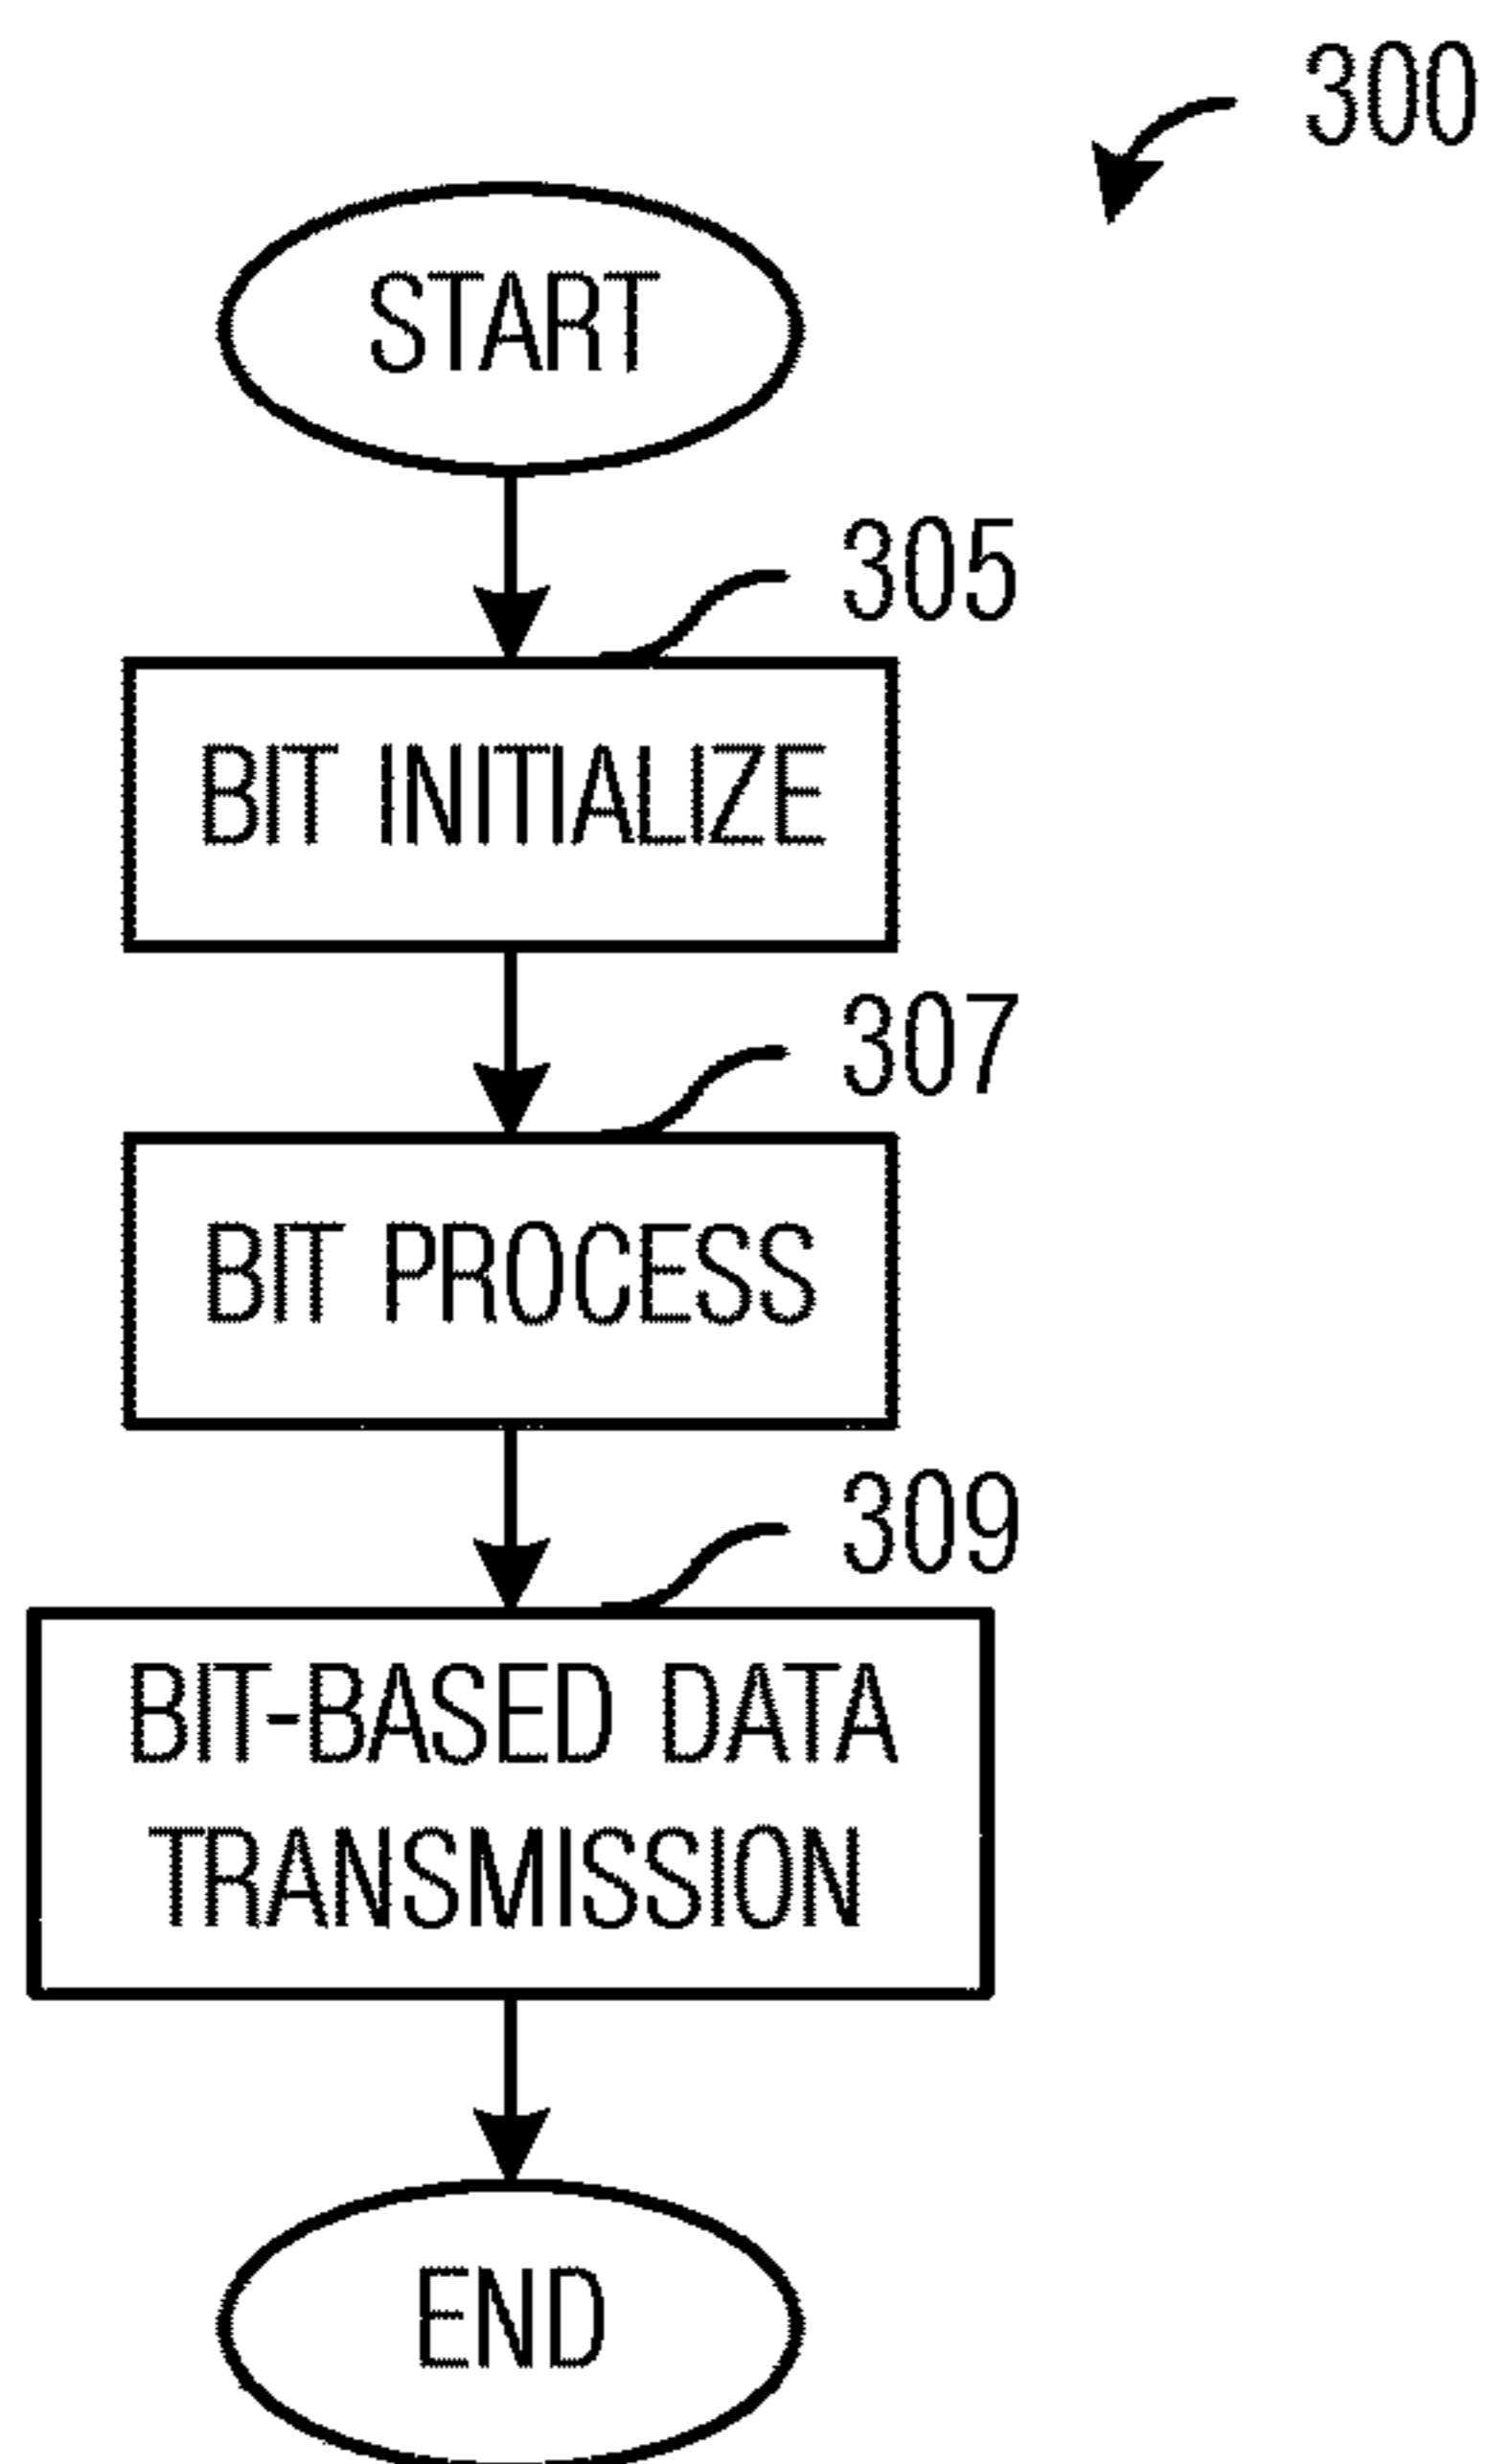 300
START
305
BIT INITIALIZE
307
BIT PROCESS
309
BIT-BASED DATA
TRANSMISSION
END